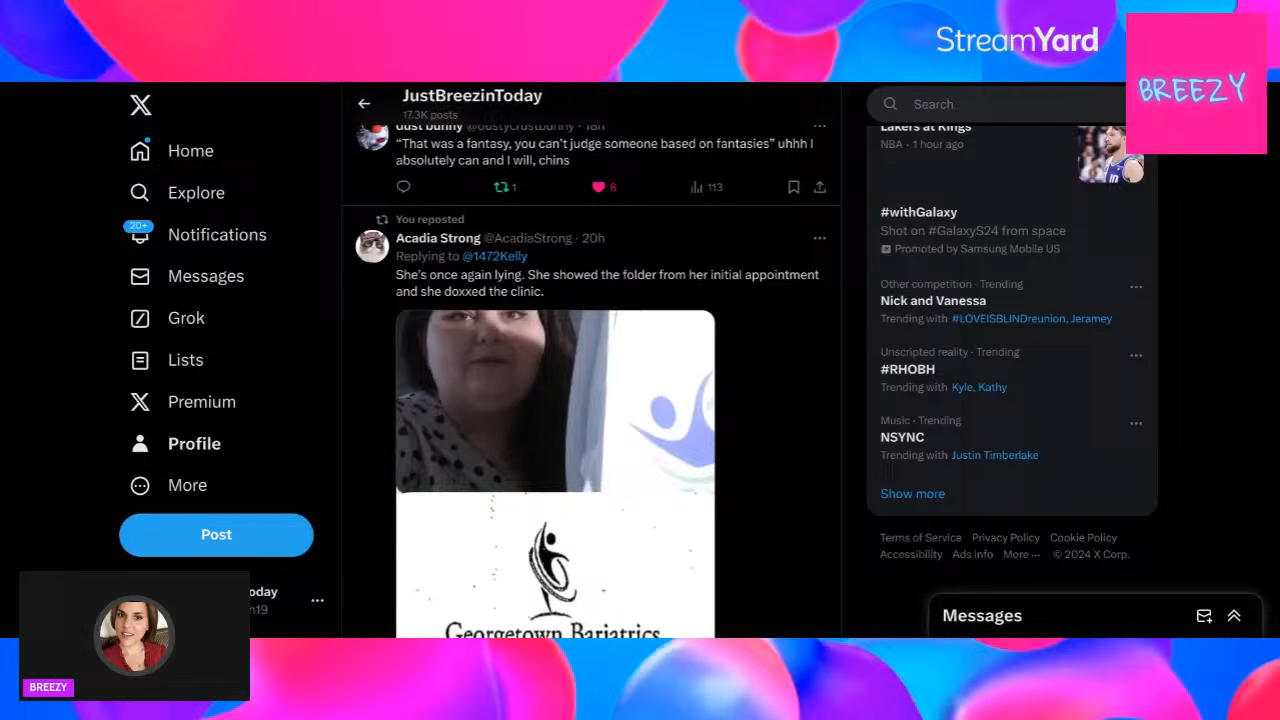 StreamYard
BREEZY
Home
Explore
20+
Notifications
Messages
Grok
Lists
Premium
Profile
More
Post
oday
h19
BREEZY
JustBreezinToday
17.3K posts
dust bunny @dustycrustbunny · 18h
“That was a fantasy, you can’t judge someone based on fantasies” uhhh I
absolutely can and I will, chins
1
8
113
You reposted
Acadia Strong @AcadiaStrong · 20h
Replying to @1472Kelly
She’s once again lying. She showed the folder from her initial appointment
and she doxxed the clinic.
Georgetown Bariatrics
Search
Lakers at Kings
NBA · 1 hour ago
#withGalaxy
Shot on #GalaxyS24 from space
Promoted by Samsung Mobile US
Other competition · Trending
Nick and Vanessa
Trending with #LOVEISBLINDreunion, Jeramey
Unscripted reality · Trending
#RHOBH
Trending with Kyle, Kathy
Music · Trending
NSYNC
Trending with Justin Timberlake
Show more
Terms of Service Privacy Policy Cookie Policy
Accessibility Ads info More ··· © 2024 X Corp.
Messages